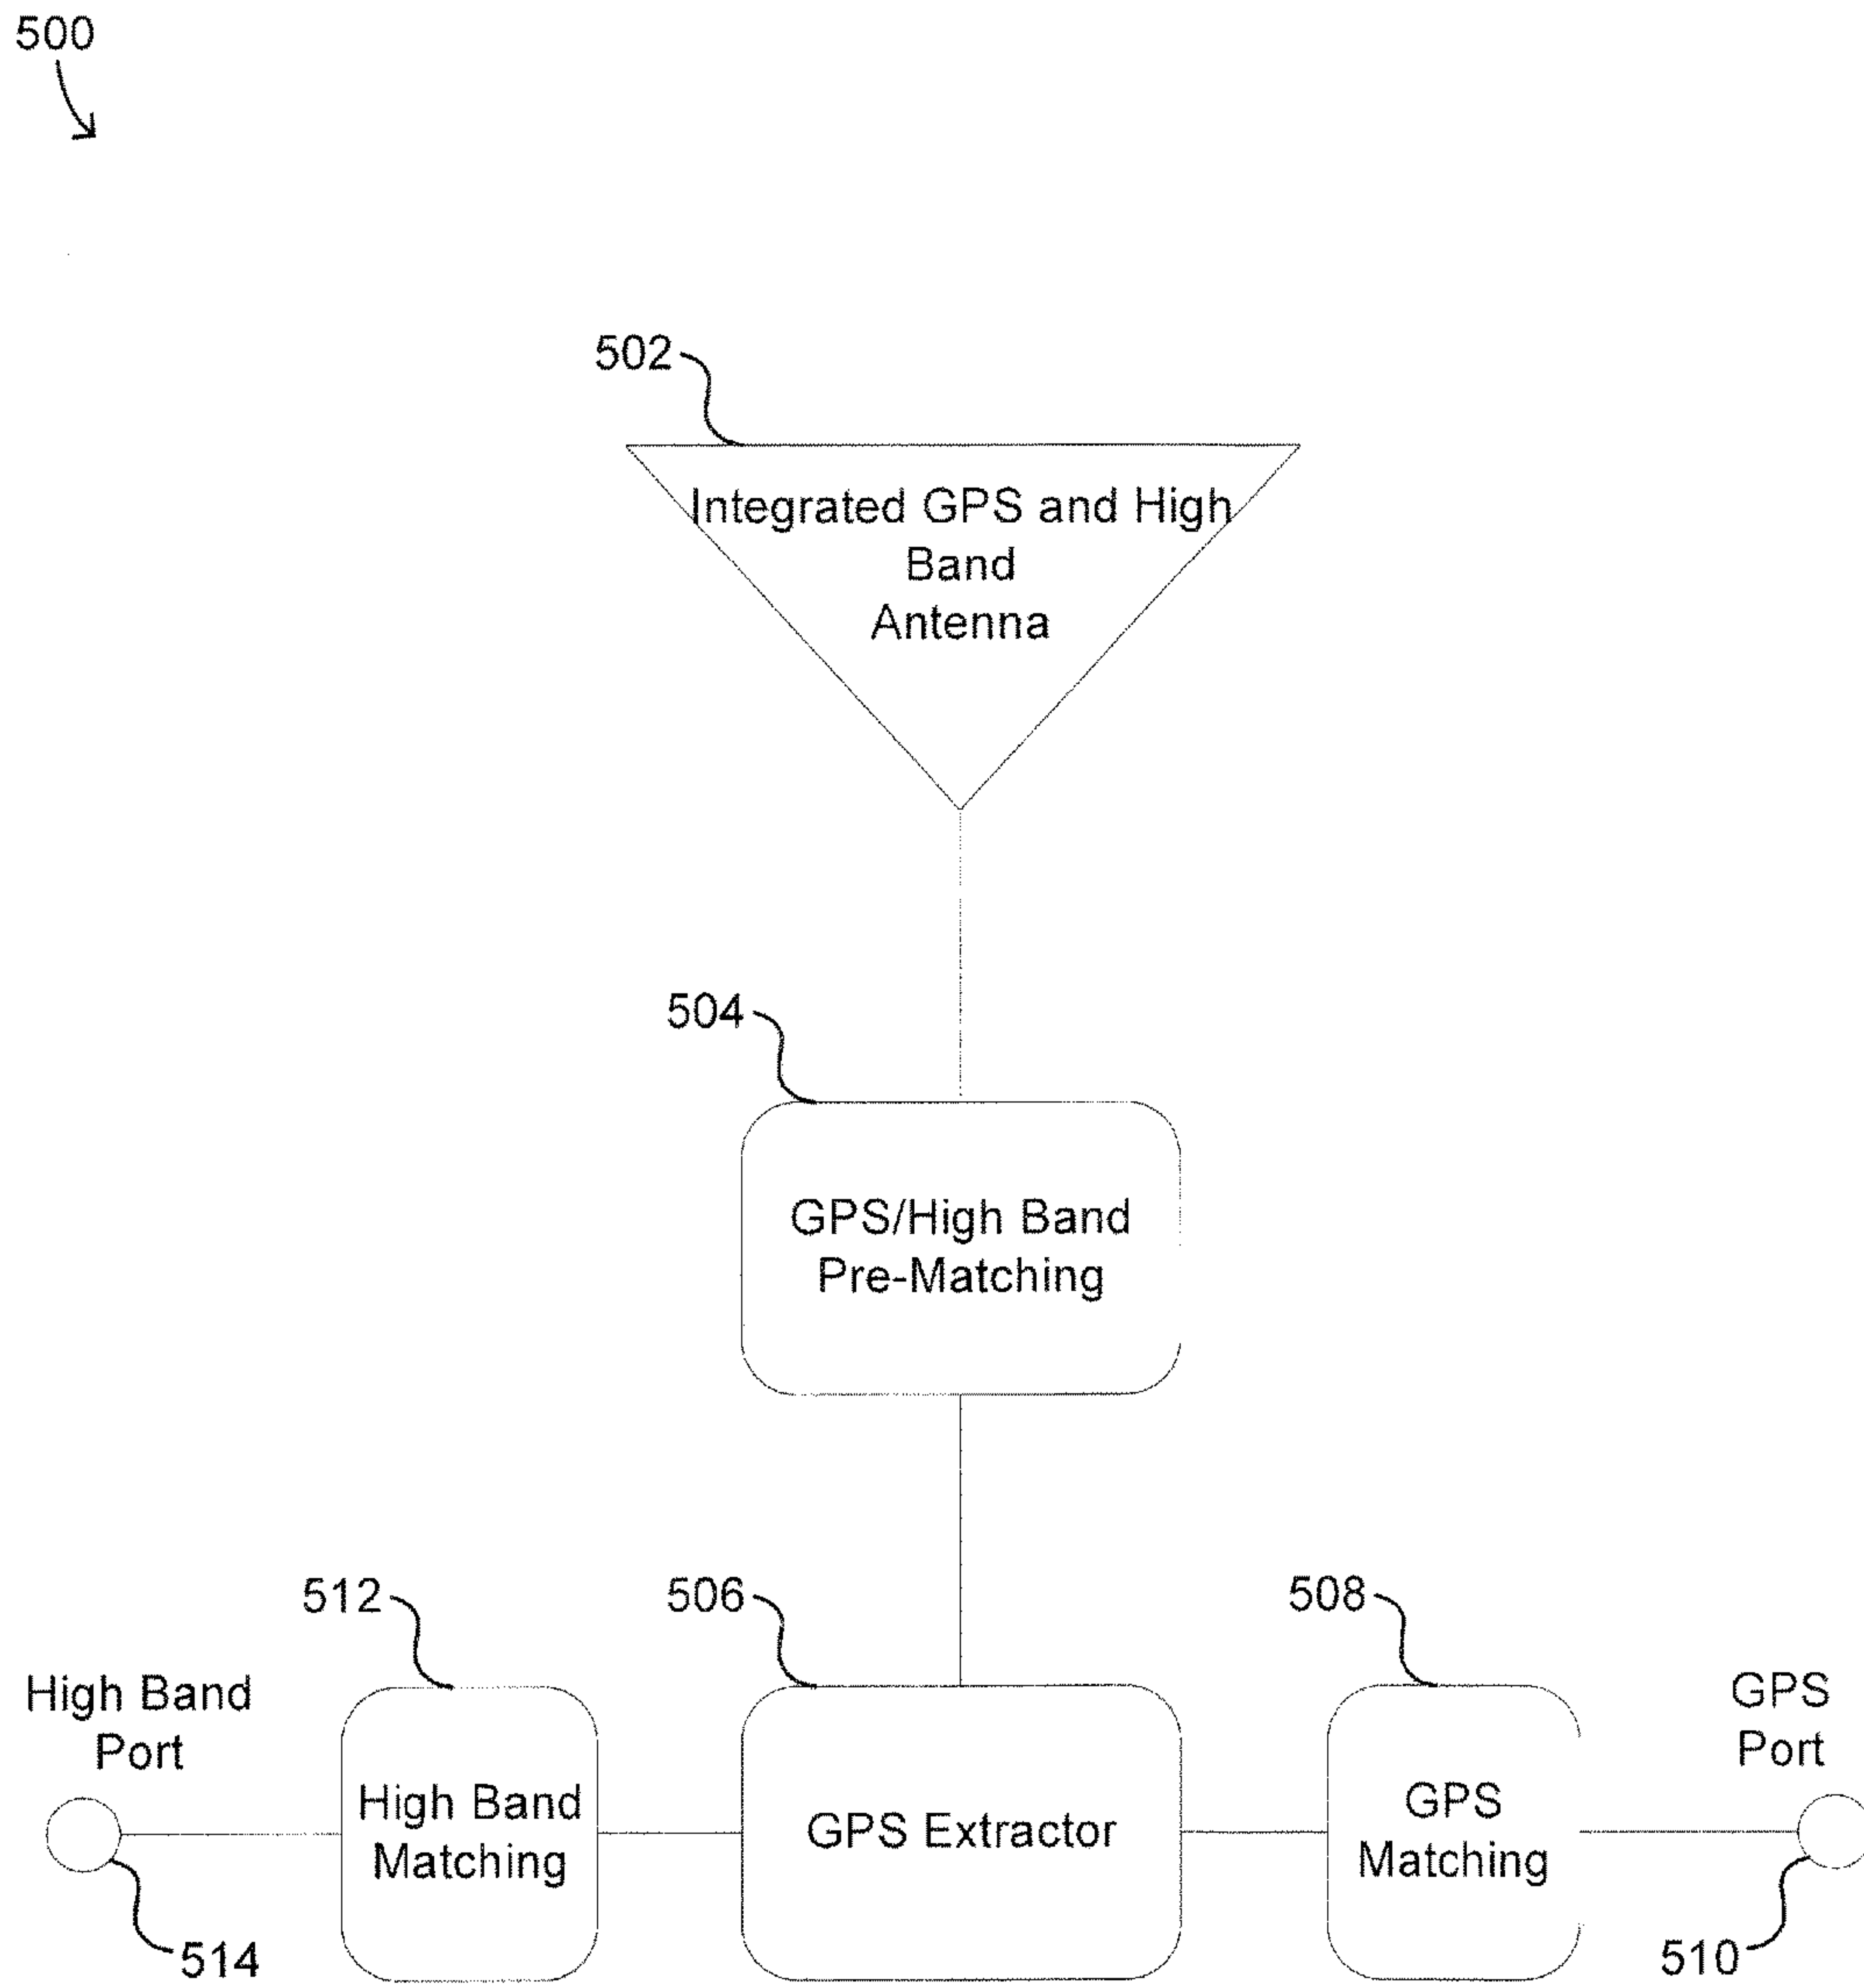 500
502
Integrated GPS and High
Band
Antenna
504
GPS/High Band
Pre-Matching
512
506
508
High Band
Port
GPS
Port
High Band
Matching
GPS Extractor
GPS
Matching
514
510